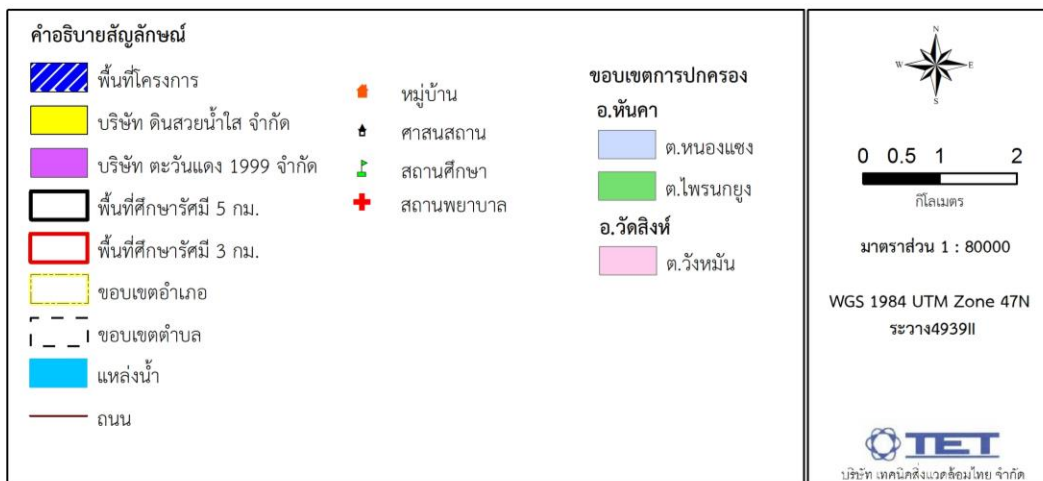 คำอธิบายสัญลักษณ์
พื้นที่โครงการ
บริษัท ดินสวยน้ำใส จำกัด
บริษัท ตะวันแดง 1999 จำกัด
พื้นที่ศึกษารัศมี 5 กม.
พื้นที่ศึกษารัศมี 3 กม.
ขอบเขตอำเภอ
ขอบเขตตำบล
แหล่งน้ำ
ถนน
หมู่บ้าน
ศาสนสถาน
สถานศึกษา
สถานพยาบาล
ขอบเขตการปกครอง
อ.หันคา
ต.หนองแซง
ต.ไพรนกยูง
อ.วัดสิงห์
ต.วังหมัน
N
W E
S
0 0.5 1 2
กิโลเมตร
มาตราส่วน 1 : 80000
WGS 1984 UTM Zone 47N
ระวาง4939II
TET
บริษัท เทคนิคสิ่งแวดล้อมไทย จำกัด